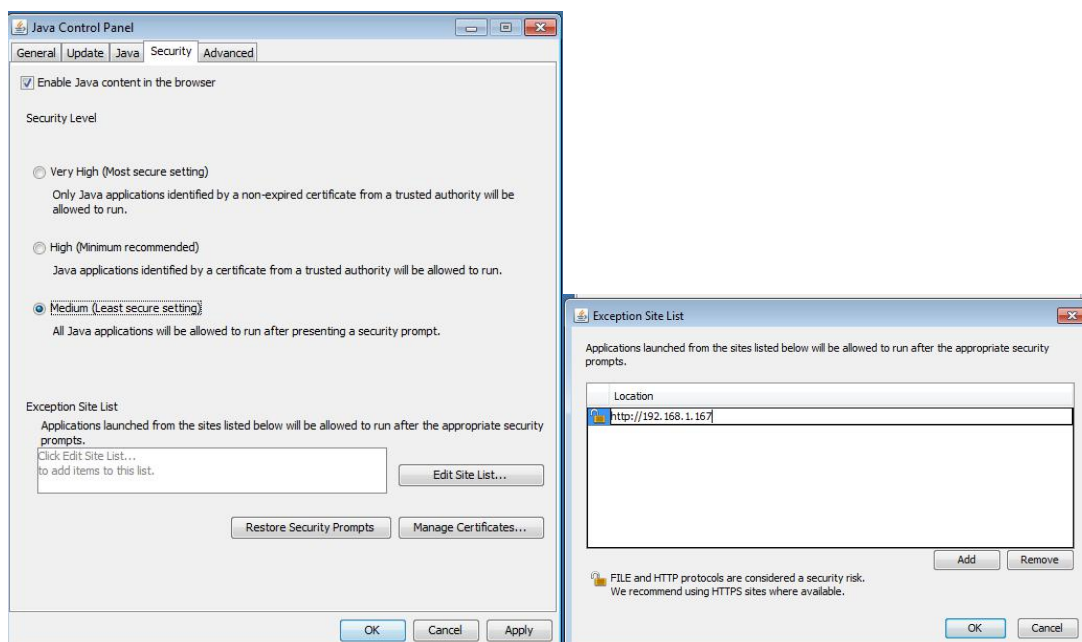 Java Control Panel
General Update Java Security Advanced
Enable Java content in the browser
Security Level
Very High (Most secure setting)
Only Java applications identified by a non-expired certificate from a trusted authority will be
allowed to run.
High (Minimum recommended)
Java applications identified by a certificate from a trusted authority will be allowed to run.
Medium (Least secure setting)
All Java applications will be allowed to run after presenting a security prompt.
Exception Site List
Applications launched from the sites listed below will be allowed to run after the appropriate security
prompts.
Click Edit Site List...
to add items to this list.
Edit Site List...
Restore Security Prompts Manage Certificates...
OK Cancel Apply
Exception Site List
Applications launched from the sites listed below will be allowed to run after the appropriate security
prompts.
Location
http://192.168.1.167
Add Remove
FILE and HTTP protocols are considered a security risk.
We recommend using HTTPS sites where available.
OK Cancel